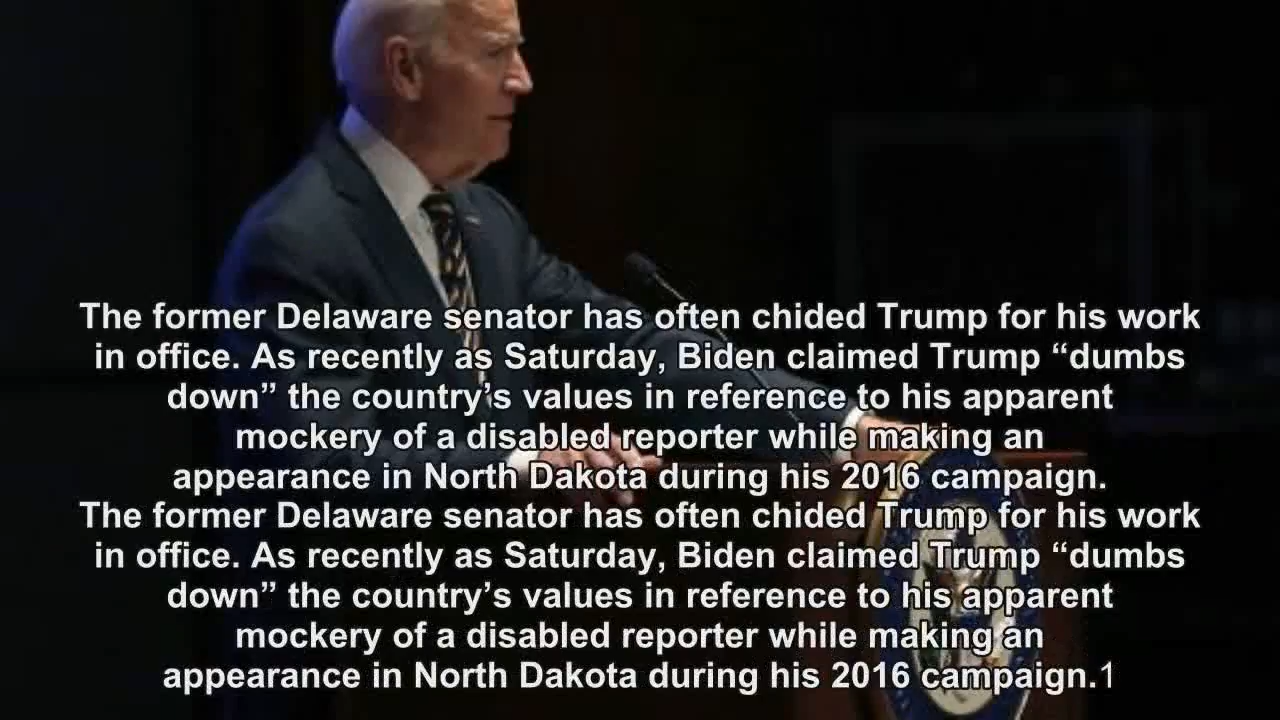 The former Delaware senator has often chided Trump for his work
in office. As recently as Saturday, Biden claimed Trump “dumbs
down” the country’s values in reference to his apparent
mockery of a disabled reporter while making an
appearance in North Dakota during his 2016 campaign.
The former Delaware senator has often chided Trump for his work
in office. As recently as Saturday, Biden claimed Trump “dumbs
down” the country’s values in reference to his apparent
mockery of a disabled reporter while making an
appearance in North Dakota during his 2016 campaign.1